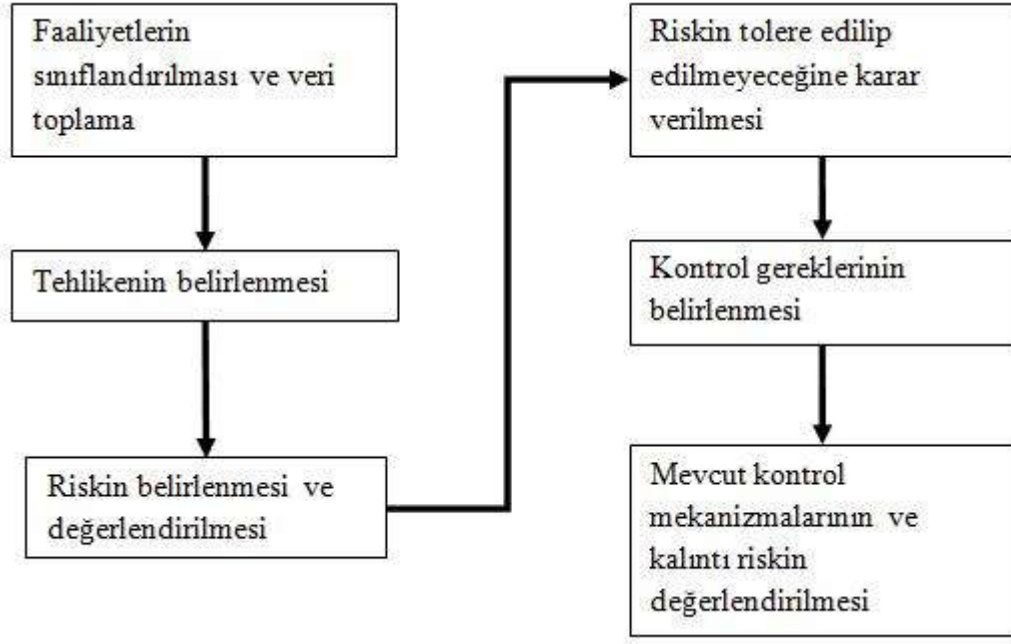 Faaliyetlerin
sınıflandırılması ve veri
toplama
Tehlikenin belirlenmesi
Riskin belirlenmesi ve
değerlendirilmesi
Riskin tolere edilip
edilmeyeceğine karar
verilmesi
Kontrol gereklerinin
belirlenmesi
Mevcut kontrol
mekanizmalarının ve
kalıntı riskin
değerlendirilmesi